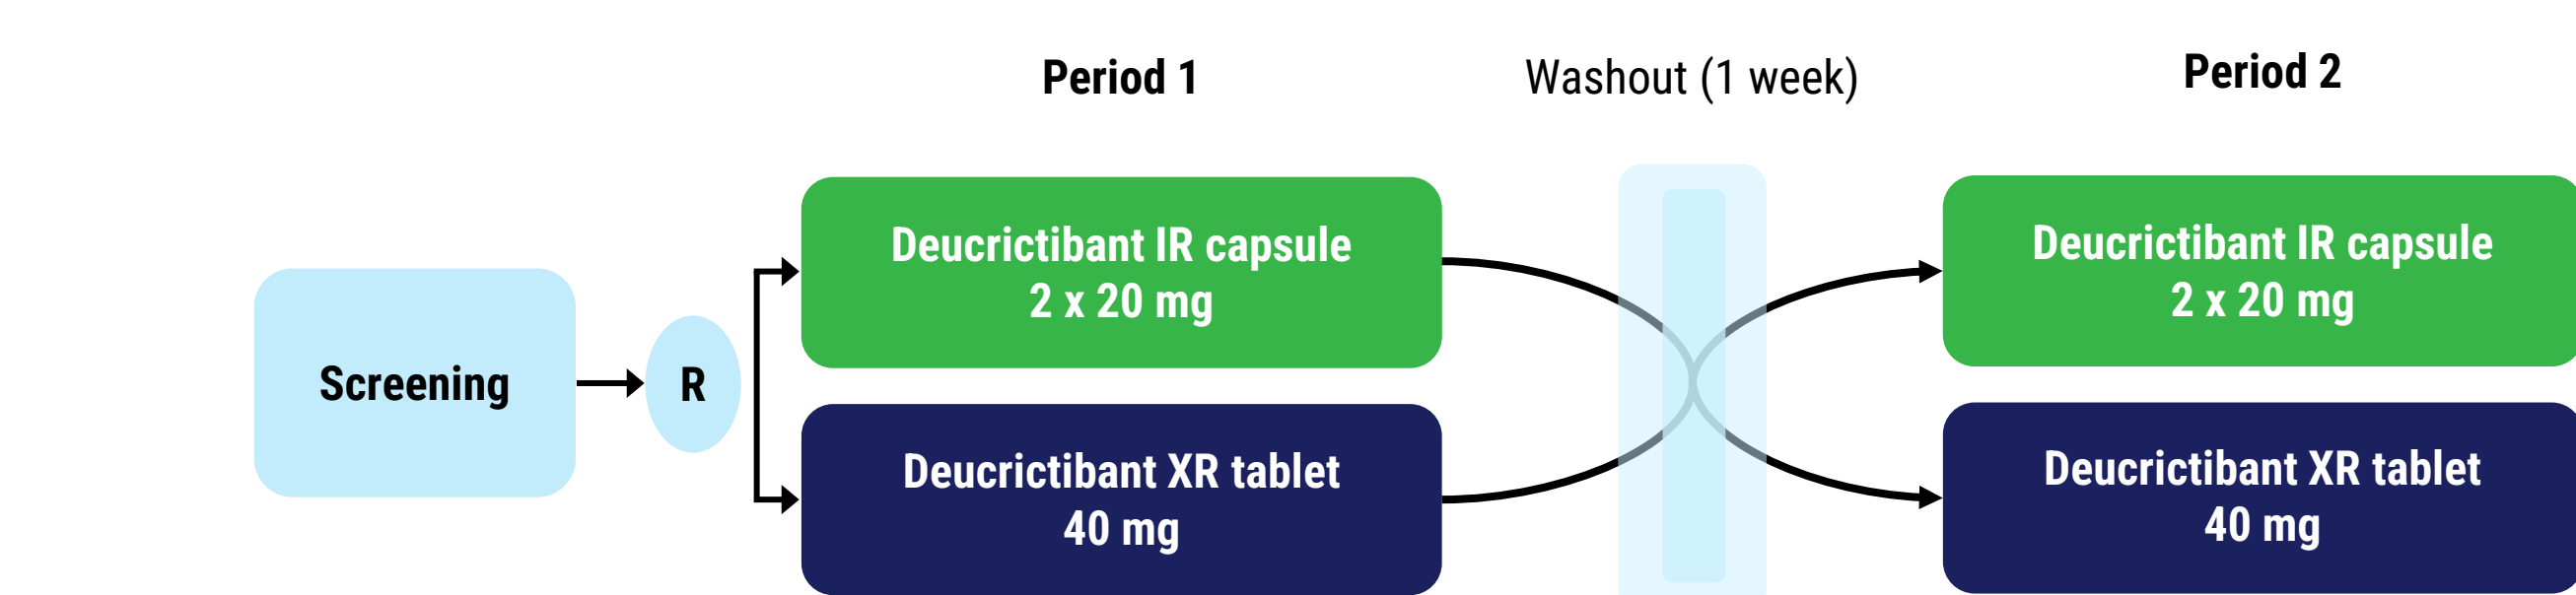 Period 1
Washout (1 week)
Period 2
Screening
R
Deucrictibant IR capsule
2 x 20 mg
Deucrictibant XR tablet
40 mg
Deucrictibant IR capsule
2 x 20 mg
Deucrictibant XR tablet
40 mg